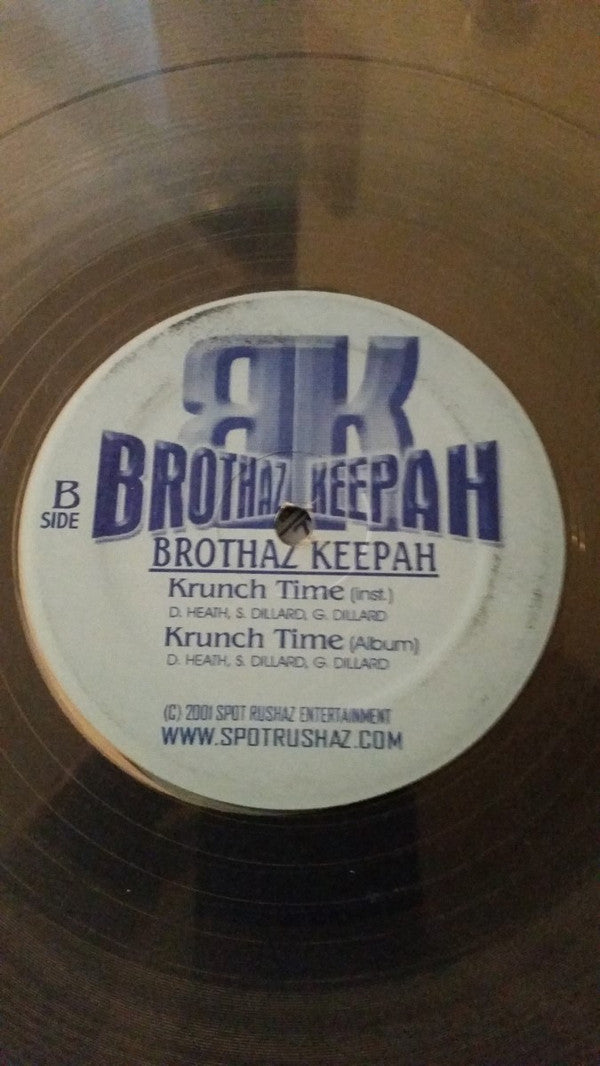 BK
BROTHAZ KEEPAH
B
SIDE
BROTHAZ KEEPAH
Krunch Time (inst.)
D. HEATH, S. DILLARD, G. DILLARD
Krunch Time (Album)
D. HEATH, S. DILLARD, G. DILLARD
(C) 2001 SPOT RUSHAZ ENTERTAINMENT
WWW.SPOTRUSHAZ.COM